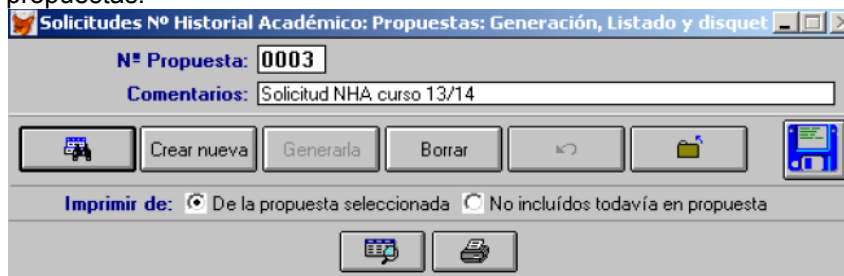 propuestas.
Solicitudes Nº Historial Académico: Propuestas: Generación, Listado y disquet
Nº Propuesta: 0003
Comentarios: Solicitud NHA curso 13/14
Crear nueva Generarla Borrar
Imprimir de: De la propuesta seleccionada No incluídos todavía en propuesta